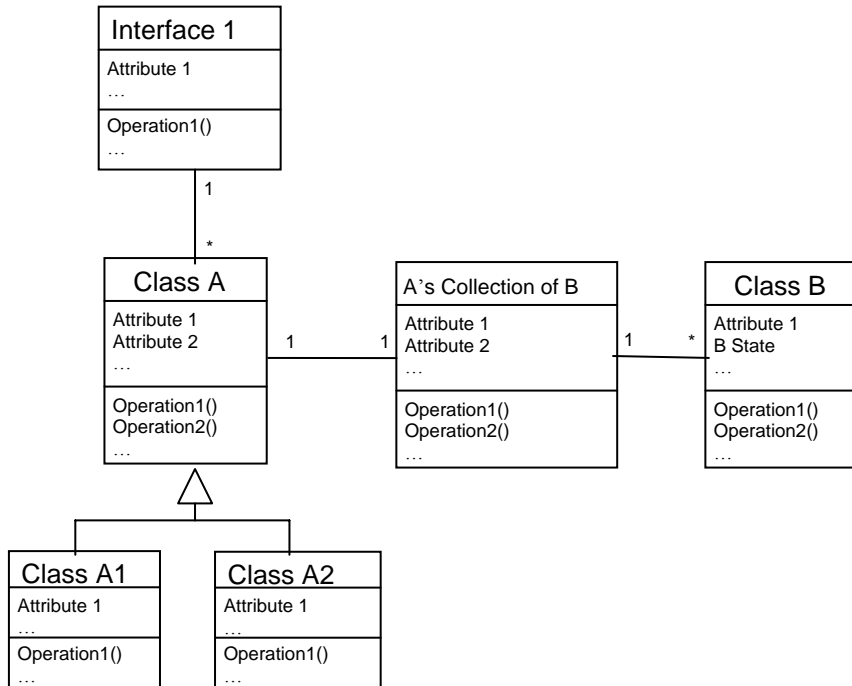 Interface 1
Attribute 1
…
Operation1()
…
1
*
Class A
Attribute 1
Attribute 2
…
Operation1()
Operation2()
…
1
1
A’s Collection of B
Attribute 1
Attribute 2
…
Operation1()
Operation2()
…
1
*
Class B
Attribute 1
B State
…
Operation1()
Operation2()
…
Class A1
Attribute 1
…
Operation1()
…
Class A2
Attribute 1
…
Operation1()
…